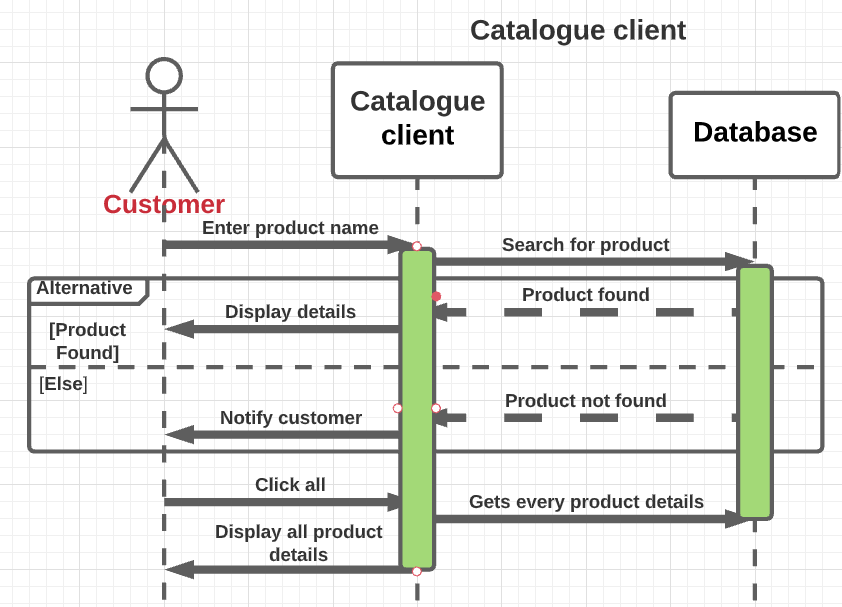 Catalogue client
Catalogue
client
Database
Customer
Enter product name
Search for product
Alternative
Product found
Display details
[Product
Found]
[Else]
Product not found
Notify customer
Click all
Gets every product details
Display all product
details